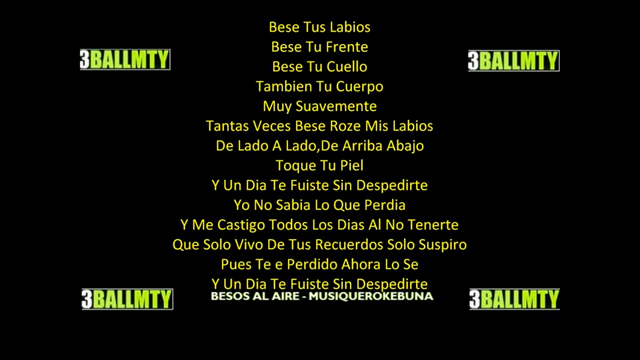 Bese Tus Labios
Bese Tu Frente
3BALLMTY
3BALLMTY
Bese Tu Cuello
Tambien Tu Cuerpo
Muy Suavemente
Tantas Veces Bese Roze Mis Labios
De Lado A Lado,De Arriba Abajo
Toque Tu Piel
Y Un Dia Te Fuiste Sin Despedirte
Yo No Sabia Lo Que Perdia
Y Me Castigo Todos Los Dias Al No Tenerte
Que Solo Vivo De Tus Recuerdos Solo Suspiro
Pues Te e Perdido Ahora Lo Se
Y Un Dia Te Fuiste Sin Despedirte
3BALLMTY
BESOS AL AIRE - MUSIQUEROKEBUNA
3BALLMTY